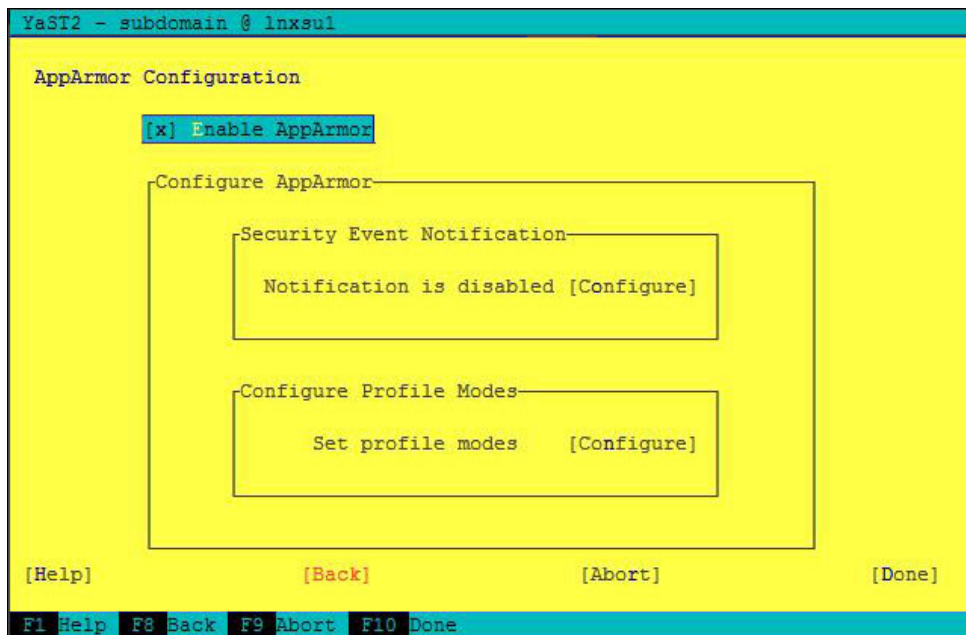 YaST2 - subdomain @ lnxsu1
AppArmor Configuration
[x] Enable AppArmor
Configure AppArmor
Security Event Notification
Notification is disabled [Configure]
Configure Profile Modes
Set profile modes [Configure]
[Help] [Back] [Abort] [Done]
F1 Help F8 Back F9 Abort F10 Done